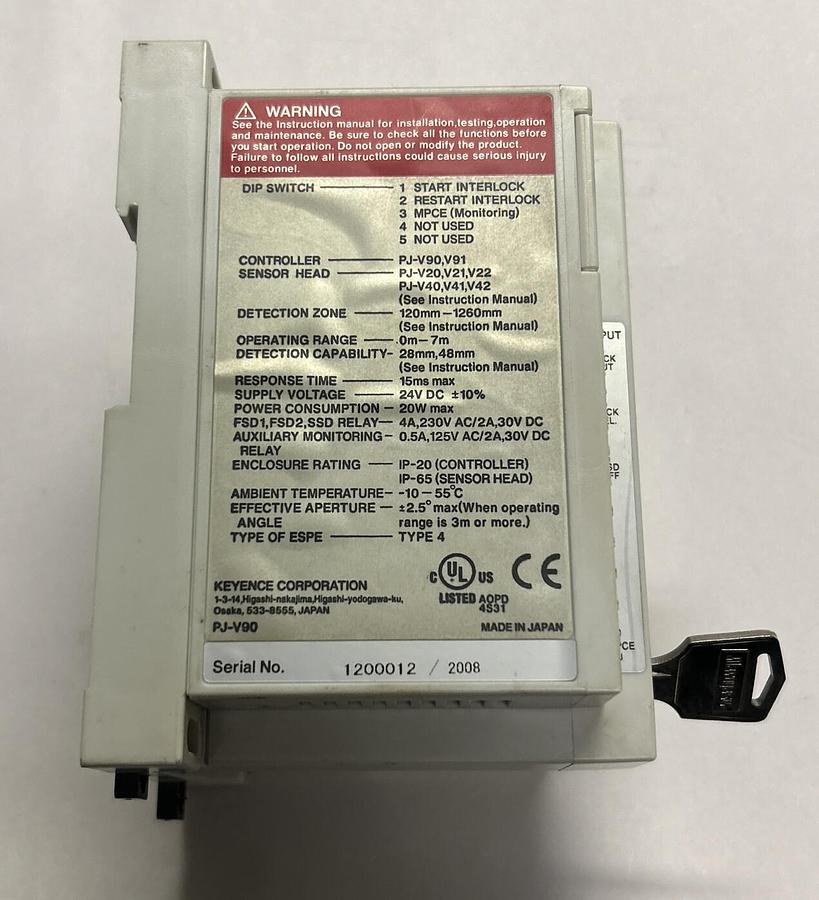 ⚠ WARNING
See the Instruction manual for installation,testing,operation
and maintenance. Be sure to check all the functions before
you start operation. Do not open or modify the product.
Failure to follow all instructions could cause serious injury
to personnel.
DIP SWITCH 1 START INTERLOCK
2 RESTART INTERLOCK
3 MPCE (Monitoring)
4 NOT USED
5 NOT USED
CONTROLLER PJ-V90,V91
SENSOR HEAD PJ-V20,V21,V22
PJ-V40,V41,V42
(See Instruction Manual)
DETECTION ZONE 120mm-1260mm
(See Instruction Manual)
OPERATING RANGE 0m-7m
DETECTION CAPABILITY 28mm,48mm
(See Instruction Manual)
RESPONSE TIME 15ms max
SUPPLY VOLTAGE 24V DC ±10%
POWER CONSUMPTION 20W max
FSD1,FSD2,SSD RELAY 4A,230V AC/2A,30V DC
AUXILIARY MONITORING 0.5A,125V AC/2A,30V DC
RELAY
ENCLOSURE RATING IP-20 (CONTROLLER)
IP-65 (SENSOR HEAD)
AMBIENT TEMPERATURE -10-55°C
EFFECTIVE APERTURE ±2.5° max(When operating
ANGLE range is 3m or more.)
TYPE OF ESPE TYPE 4
C UL US CE
LISTED AOPD
4S31
KEYENCE CORPORATION
1-3-14,Higashi-nakajima,Higashi-yodogawa-ku,
Osaka, 533-8555, JAPAN
PJ-V90 MADE IN JAPAN
Serial No. 1200012 / 2008
PUT
CK
UT
CK
EL.
SD
FF
PCE